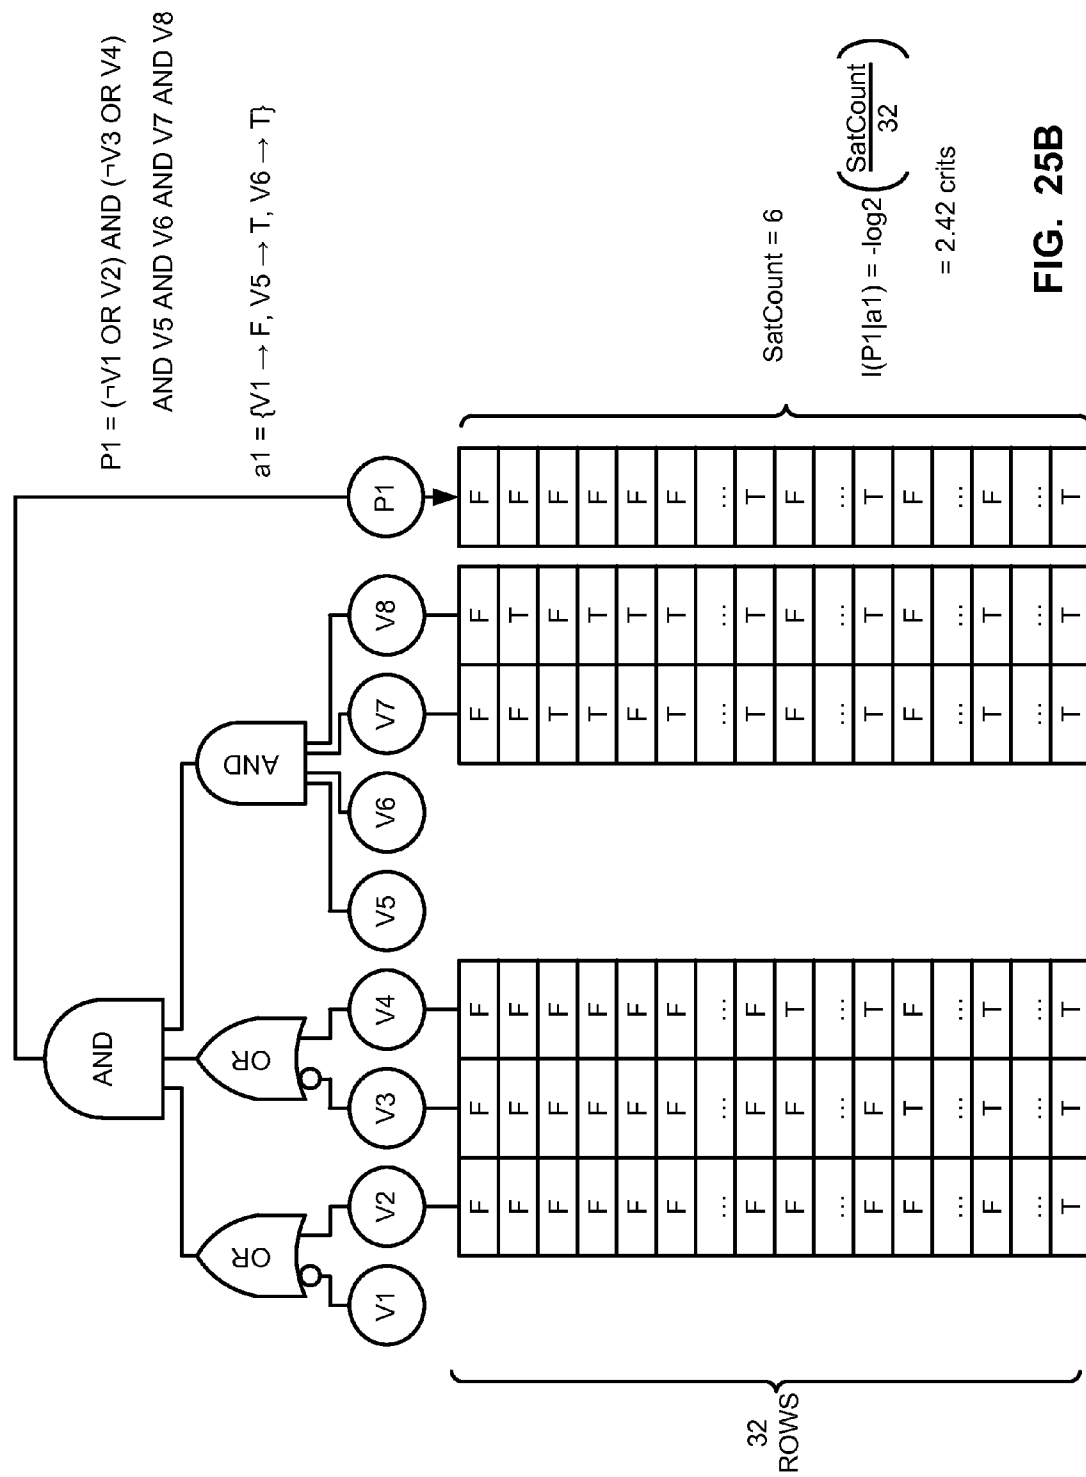 P1 = (¬V1 OR V2) AND (¬V3 OR V4)
AND V5 AND V6 AND V7 AND V8
a1 = {V1 → F, V5 → T, V6 → T}
AND
OR OR AND
V1 V2 V3 V4 V5 V6 V7 V8 P1
F F F F F F
F F F F T F
F F F T F F
F F F T T F
F F F F T F
F F F T T F
... ... ... ... ... ...
F F F T T T
F F T F F F
... ... ... ... ... ...
F F T T T T
F T F F F F
... ... ... ... ... ...
F T T T T F
... ... ... ... ... ...
T T T T T T
32
ROWS
SatCount = 6
I(P1|a1) = -log2 (SatCount / 32)
= 2.42 crits
FIG. 25B